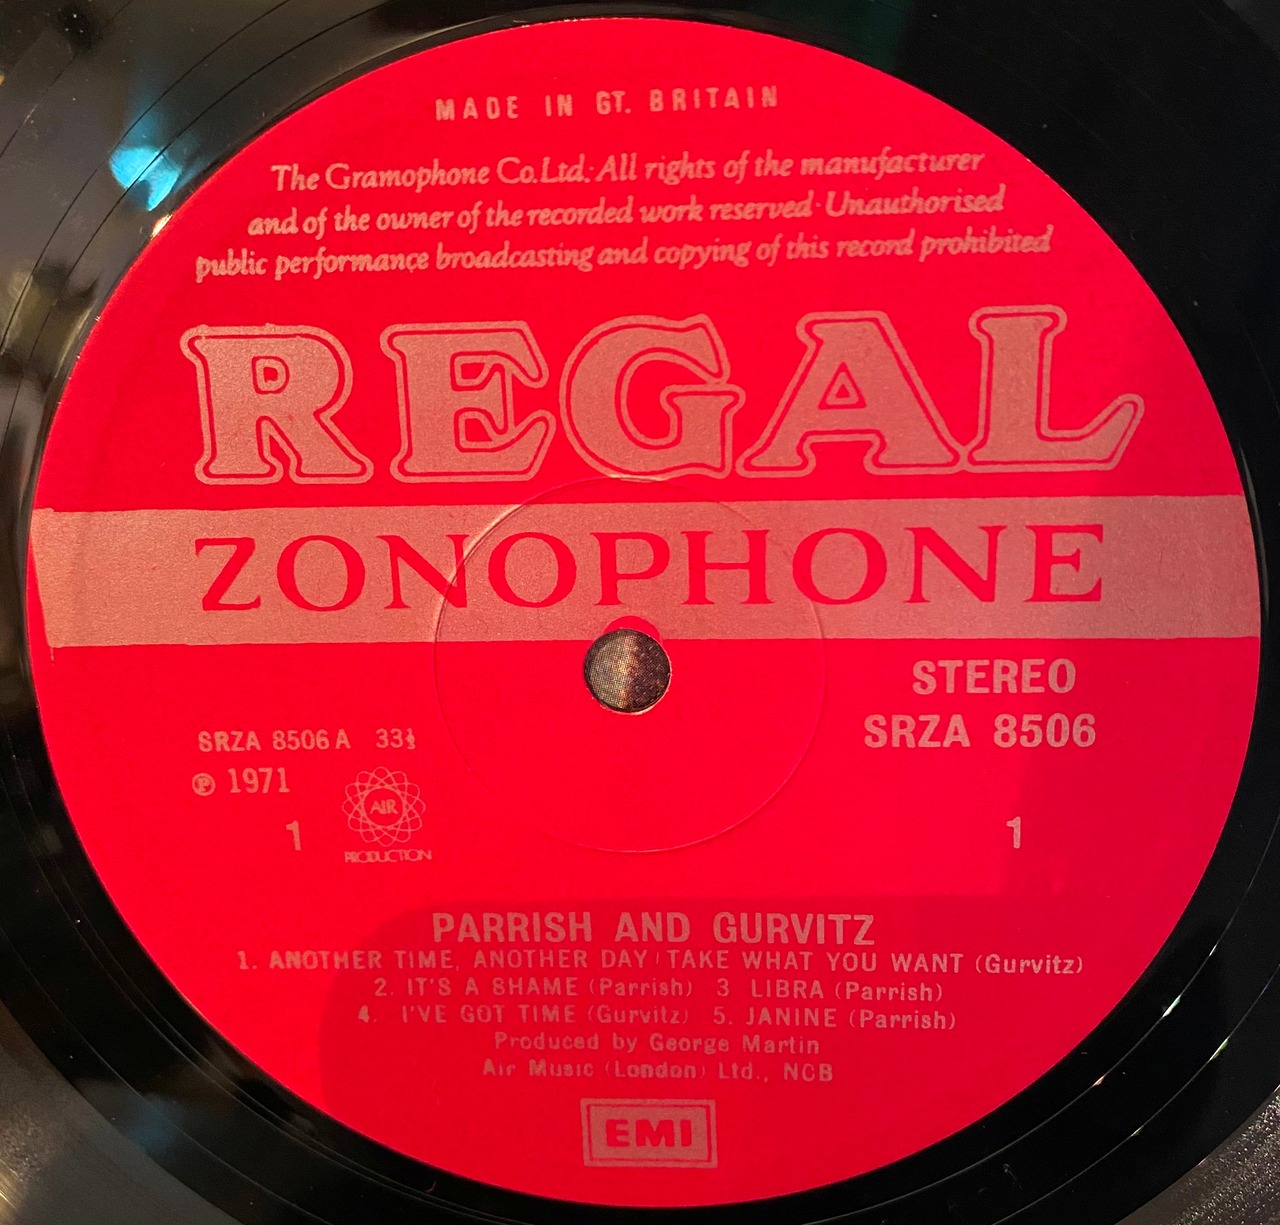 MADE IN GT. BRITAIN
The Gramophone Co.Ltd.·All rights of the manufacturer
and of the owner of the recorded work reserved·Unauthorised
public performance broadcasting and copying of this record prohibited
REGAL
ZONOPHONE
STEREO
SRZA 8506
SRZA 8506 A 33⅓
℗ 1971
AIR
PRODUCTION
1
1
PARRISH AND GURVITZ
1. ANOTHER TIME, ANOTHER DAY/TAKE WHAT YOU WANT (Gurvitz)
2. IT'S A SHAME (Parrish) 3 LIBRA (Parrish)
4. I'VE GOT TIME (Gurvitz) 5. JANINE (Parrish)
Produced by George Martin
Air Music (London) Ltd., NCB
EMI